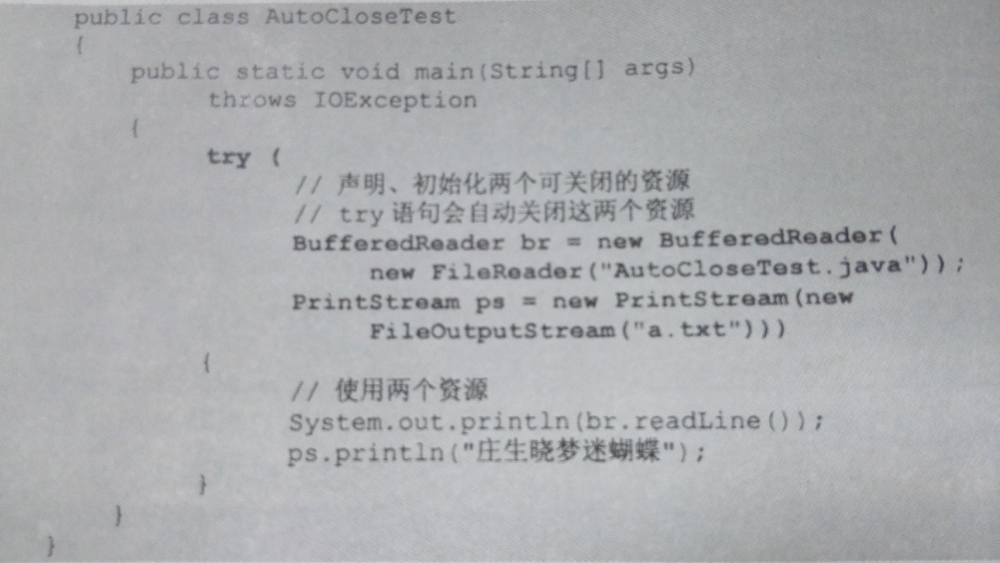 public class AutoCloseTest
{
public static void main(String[] args)
throws IOException
{
try (
// 声明、初始化两个可关闭的资源
// try 语句会自动关闭这两个资源
BufferedReader br = new BufferedReader(
new FileReader("AutoCloseTest.java"));
PrintStream ps = new PrintStream(new
FileOutputStream("a.txt")))
{
// 使用两个资源
System.out.println(br.readLine());
ps.println("庄生晓梦迷蝴蝶");
}
}
}